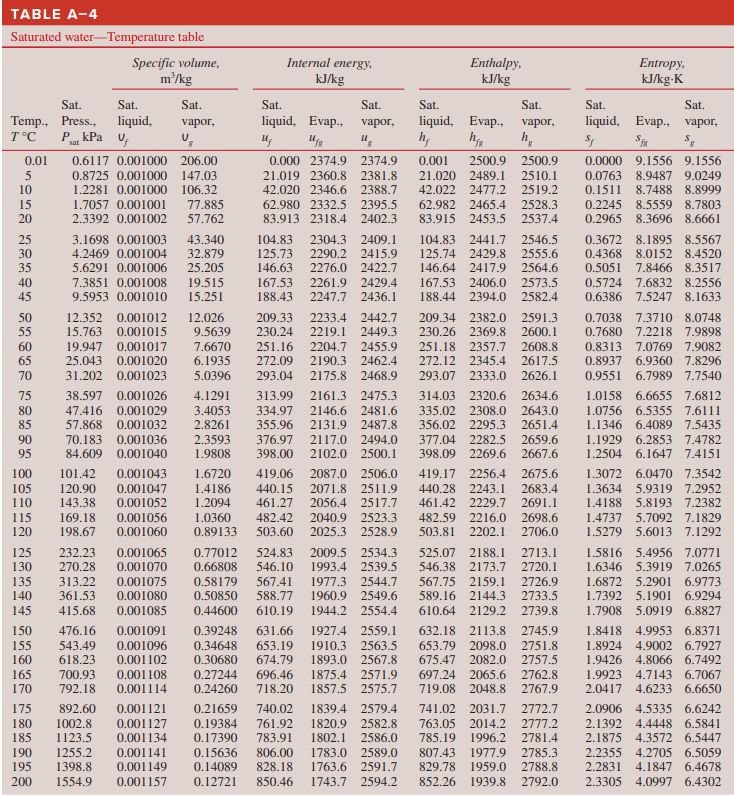 TABLE A–4
Saturated water—Temperature table
Specific volume, Internal energy, Enthalpy, Entropy,
m³/kg kJ/kg kJ/kg kJ/kg·K
Sat. Sat. Sat. Sat. Sat. Sat. Sat. Sat. Sat.
Temp., Press., liquid, vapor, liquid, Evap., vapor, liquid, Evap., vapor, liquid, Evap., vapor,
T °C P_sat kPa υ_f υ_g u_f u_fg u_g h_f h_fg h_g s_f s_fg s_g
0.01 0.6117 0.001000 206.00 0.000 2374.9 2374.9 0.001 2500.9 2500.9 0.0000 9.1556 9.1556
5 0.8725 0.001000 147.03 21.019 2360.8 2381.8 21.020 2489.1 2510.1 0.0763 8.9487 9.0249
10 1.2281 0.001000 106.32 42.020 2346.6 2388.7 42.022 2477.2 2519.2 0.1511 8.7488 8.8999
15 1.7057 0.001001 77.885 62.980 2332.5 2395.5 62.982 2465.4 2528.3 0.2245 8.5559 8.7803
20 2.3392 0.001002 57.762 83.913 2318.4 2402.3 83.915 2453.5 2537.4 0.2965 8.3696 8.6661
25 3.1698 0.001003 43.340 104.83 2304.3 2409.1 104.83 2441.7 2546.5 0.3672 8.1895 8.5567
30 4.2469 0.001004 32.879 125.73 2290.2 2415.9 125.74 2429.8 2555.6 0.4368 8.0152 8.4520
35 5.6291 0.001006 25.205 146.63 2276.0 2422.7 146.64 2417.9 2564.6 0.5051 7.8466 8.3517
40 7.3851 0.001008 19.515 167.53 2261.9 2429.4 167.53 2406.0 2573.5 0.5724 7.6832 8.2556
45 9.5953 0.001010 15.251 188.43 2247.7 2436.1 188.44 2394.0 2582.4 0.6386 7.5247 8.1633
50 12.352 0.001012 12.026 209.33 2233.4 2442.7 209.34 2382.0 2591.3 0.7038 7.3710 8.0748
55 15.763 0.001015 9.5639 230.24 2219.1 2449.3 230.26 2369.8 2600.1 0.7680 7.2218 7.9898
60 19.947 0.001017 7.6670 251.16 2204.7 2455.9 251.18 2357.7 2608.8 0.8313 7.0769 7.9082
65 25.043 0.001020 6.1935 272.09 2190.3 2462.4 272.12 2345.4 2617.5 0.8937 6.9360 7.8296
70 31.202 0.001023 5.0396 293.04 2175.8 2468.9 293.07 2333.0 2626.1 0.9551 6.7989 7.7540
75 38.597 0.001026 4.1291 313.99 2161.3 2475.3 314.03 2320.6 2634.6 1.0158 6.6655 7.6812
80 47.416 0.001029 3.4053 334.97 2146.6 2481.6 335.02 2308.0 2643.0 1.0756 6.5355 7.6111
85 57.868 0.001032 2.8261 355.96 2131.9 2487.8 356.02 2295.3 2651.4 1.1346 6.4089 7.5435
90 70.183 0.001036 2.3593 376.97 2117.0 2494.0 377.04 2282.5 2659.6 1.1929 6.2853 7.4782
95 84.609 0.001040 1.9808 398.00 2102.0 2500.1 398.09 2269.6 2667.6 1.2504 6.1647 7.4151
100 101.42 0.001043 1.6720 419.06 2087.0 2506.0 419.17 2256.4 2675.6 1.3072 6.0470 7.3542
105 120.90 0.001047 1.4186 440.15 2071.8 2511.9 440.28 2243.1 2683.4 1.3634 5.9319 7.2952
110 143.38 0.001052 1.2094 461.27 2056.4 2517.7 461.42 2229.7 2691.1 1.4188 5.8193 7.2382
115 169.18 0.001056 1.0360 482.42 2040.9 2523.3 482.59 2216.0 2698.6 1.4737 5.7092 7.1829
120 198.67 0.001060 0.89133 503.60 2025.3 2528.9 503.81 2202.1 2706.0 1.5279 5.6013 7.1292
125 232.23 0.001065 0.77012 524.83 2009.5 2534.3 525.07 2188.1 2713.1 1.5816 5.4956 7.0771
130 270.28 0.001070 0.66808 546.10 1993.4 2539.5 546.38 2173.7 2720.1 1.6346 5.3919 7.0265
135 313.22 0.001075 0.58179 567.41 1977.3 2544.7 567.75 2159.1 2726.9 1.6872 5.2901 6.9773
140 361.53 0.001080 0.50850 588.77 1960.9 2549.6 589.16 2144.3 2733.5 1.7392 5.1901 6.9294
145 415.68 0.001085 0.44600 610.19 1944.2 2554.4 610.64 2129.2 2739.8 1.7908 5.0919 6.8827
150 476.16 0.001091 0.39248 631.66 1927.4 2559.1 632.18 2113.8 2745.9 1.8418 4.9953 6.8371
155 543.49 0.001096 0.34648 653.19 1910.3 2563.5 653.79 2098.0 2751.8 1.8924 4.9002 6.7927
160 618.23 0.001102 0.30680 674.79 1893.0 2567.8 675.47 2082.0 2757.5 1.9426 4.8066 6.7492
165 700.93 0.001108 0.27244 696.46 1875.4 2571.9 697.24 2065.6 2762.8 1.9923 4.7143 6.7067
170 792.18 0.001114 0.24260 718.20 1857.5 2575.7 719.08 2048.8 2767.9 2.0417 4.6233 6.6650
175 892.60 0.001121 0.21659 740.02 1839.4 2579.4 741.02 2031.7 2772.7 2.0906 4.5335 6.6242
180 1002.8 0.001127 0.19384 761.92 1820.9 2582.8 763.05 2014.2 2777.2 2.1392 4.4448 6.5841
185 1123.5 0.001134 0.17390 783.91 1802.1 2586.0 785.19 1996.2 2781.4 2.1875 4.3572 6.5447
190 1255.2 0.001141 0.15636 806.00 1783.0 2589.0 807.43 1977.9 2785.3 2.2355 4.2705 6.5059
195 1398.8 0.001149 0.14089 828.18 1763.6 2591.7 829.78 1959.0 2788.8 2.2831 4.1847 6.4678
200 1554.9 0.001157 0.12721 850.46 1743.7 2594.2 852.26 1939.8 2792.0 2.3305 4.0997 6.4302